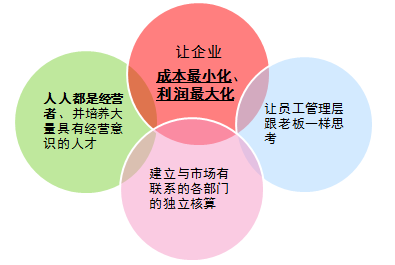 让企业
成本最小化、
利润最大化
人人都是经营
者、并培养大
量具有经营意
识的人才
让员工管理层
跟老板一样思
考
建立与市场有
联系的各部门
的独立核算